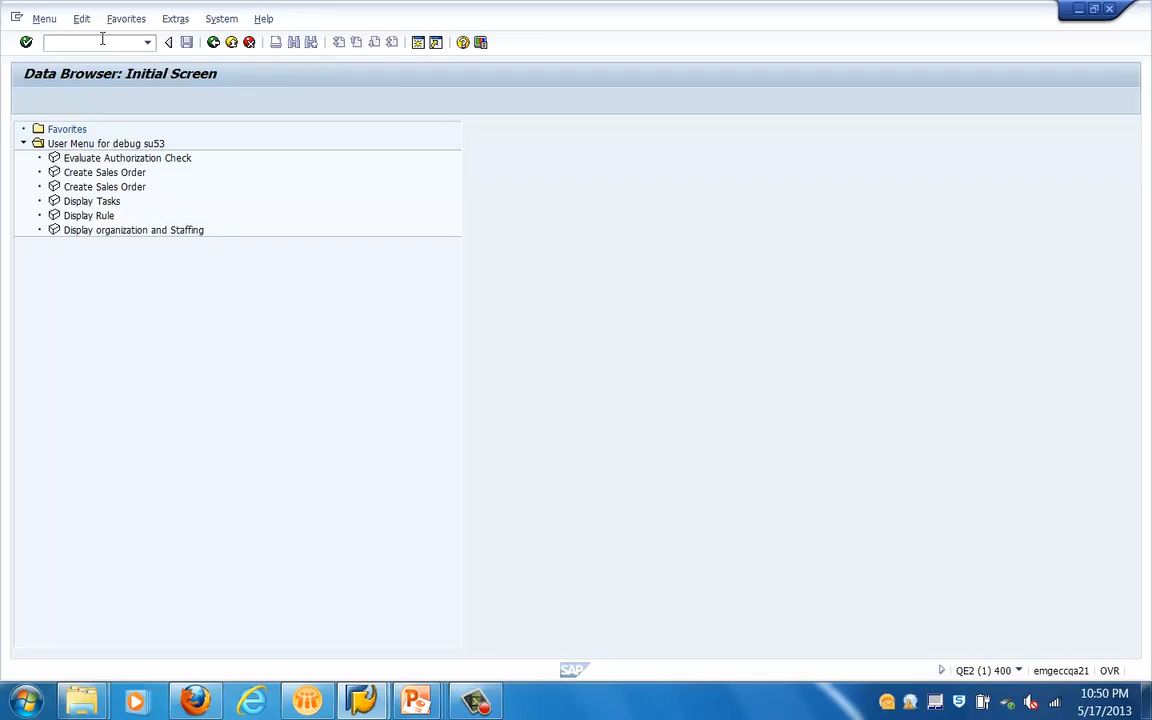 Menu Edit Favorites Extras System Help
Data Browser: Initial Screen
Favorites
User Menu for debug su53
Evaluate Authorization Check
Create Sales Order
Create Sales Order
Display Tasks
Display Rule
Display organization and Staffing
SAP
QE2 (1) 400 emgeccqa21 OVR
10:50 PM
5/17/2013